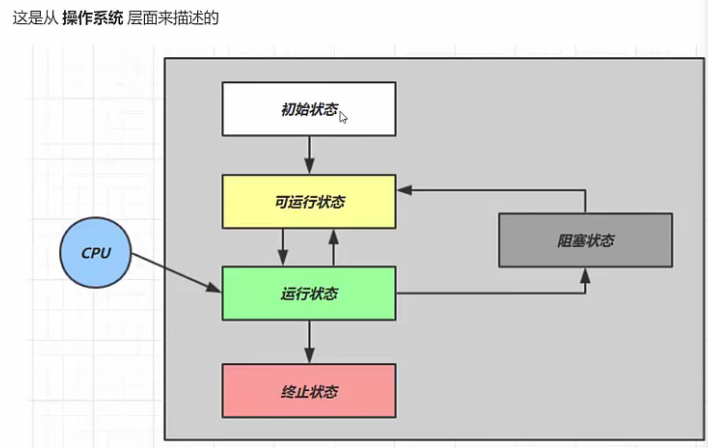 这是从 操作系统 层面来描述的
初始状态
可运行状态
阻塞状态
CPU
运行状态
终止状态